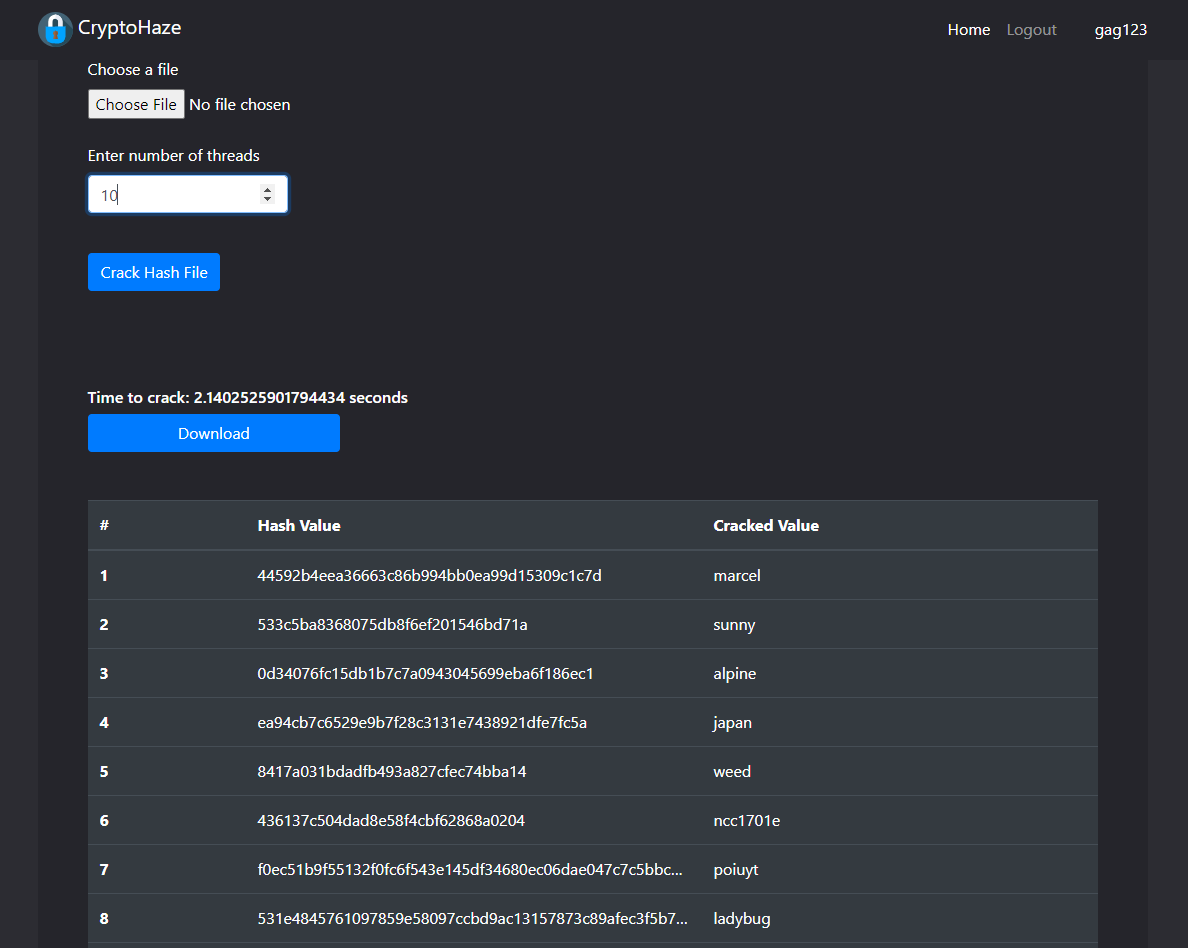 CryptoHaze Home Logout gag123
Choose a file
Choose File No file chosen
Enter number of threads
10
Crack Hash File
Time to crack: 2.1402525901794434 seconds
Download
# Hash Value Cracked Value
1 44592b4eea36663c86b994bb0ea99d15309c1c7d marcel
2 533c5ba8368075db8f6ef201546bd71a sunny
3 0d34076fc15db1b7c7a0943045699eba6f186ec1 alpine
4 ea94cb7c6529e9b7f28c3131e7438921dfe7fc5a japan
5 8417a031bdadfb493a827cfec74bba14 weed
6 436137c504dad8e58f4cbf62868a0204 ncc1701e
7 f0ec51b9f55132f0fc6f543e145df34680ec06dae047c7c5bbc... poiuyt
8 531e4845761097859e58097ccbd9ac13157873c89afec3f5b7... ladybug